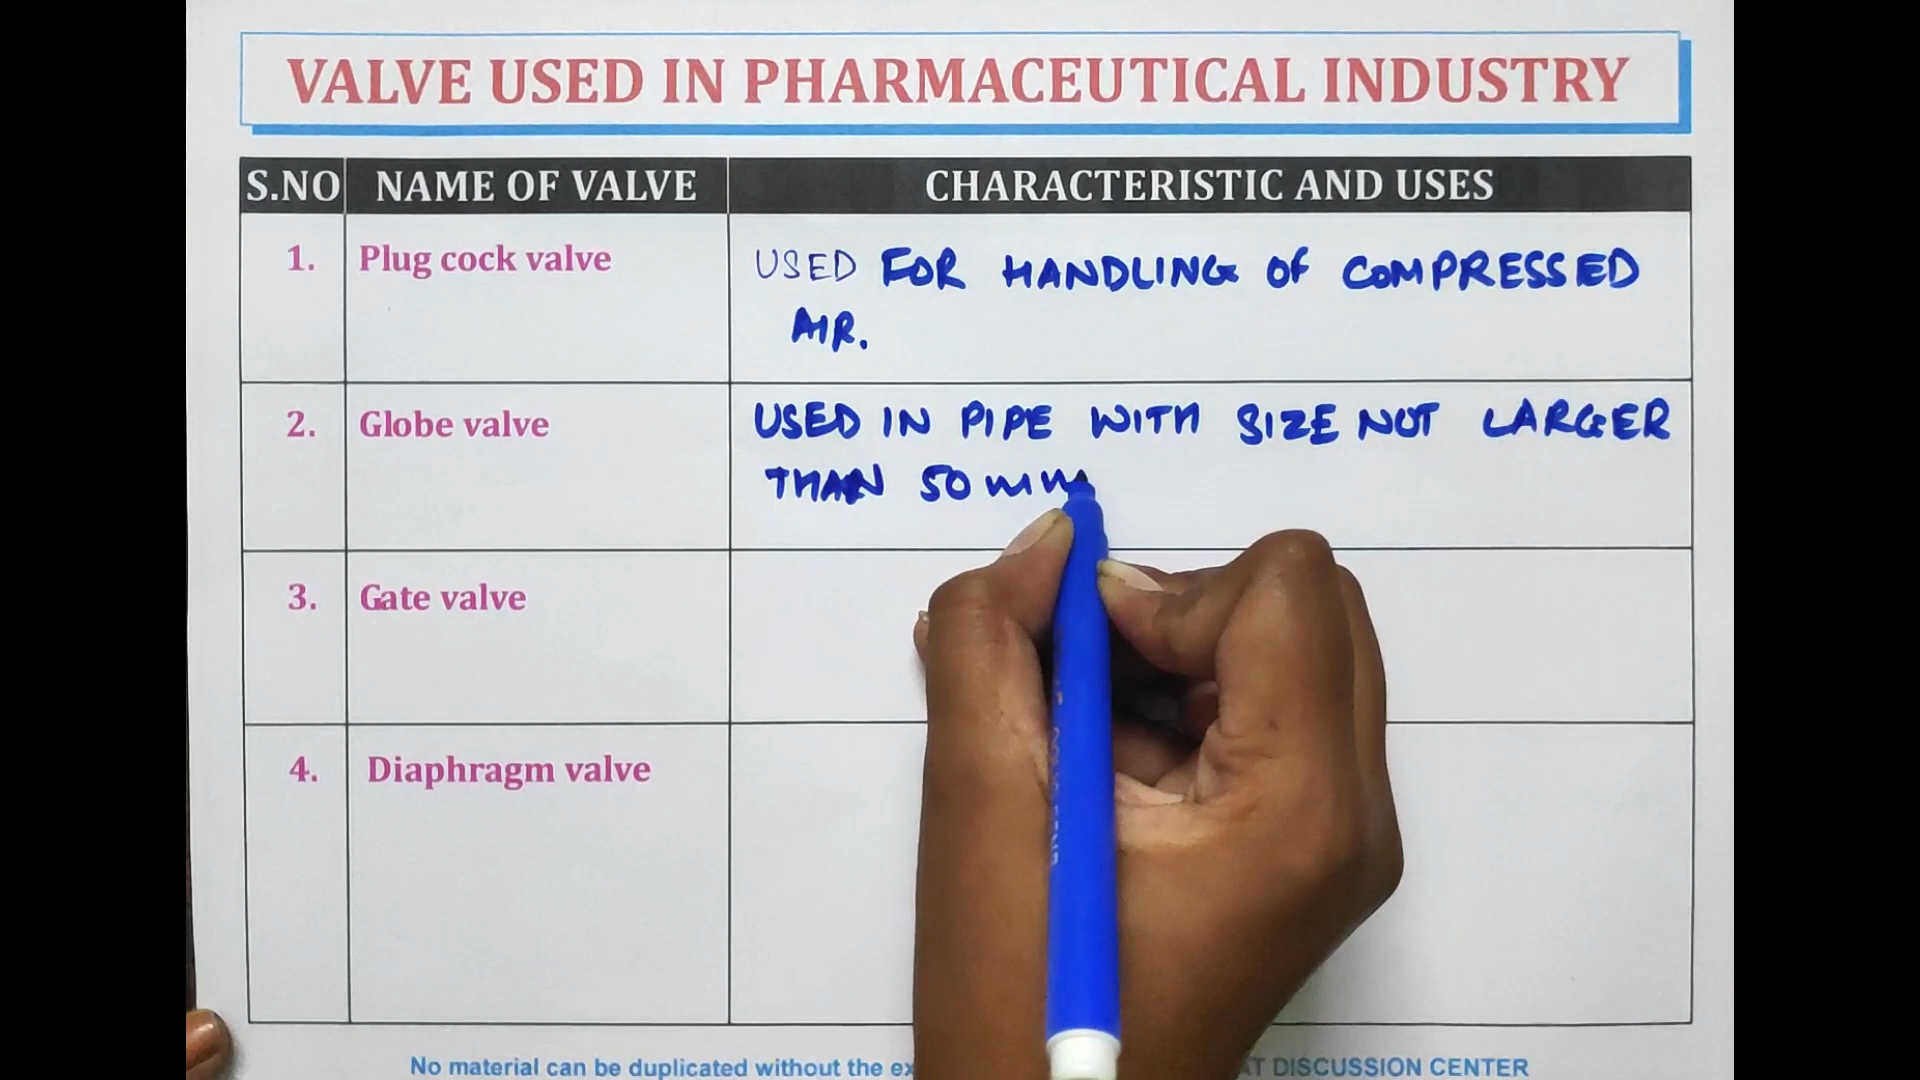 VALVE USED IN PHARMACEUTICAL INDUSTRY
S.NO NAME OF VALVE CHARACTERISTIC AND USES
1. Plug cock valve USED FOR HANDLING OF COMPRESSED
AIR.
2. Globe valve USED IN PIPE WITH SIZE NOT LARGER
THAN 50 mm
3. Gate valve
4. Diaphragm valve
No material can be duplicated without the DISCUSSION CENTER